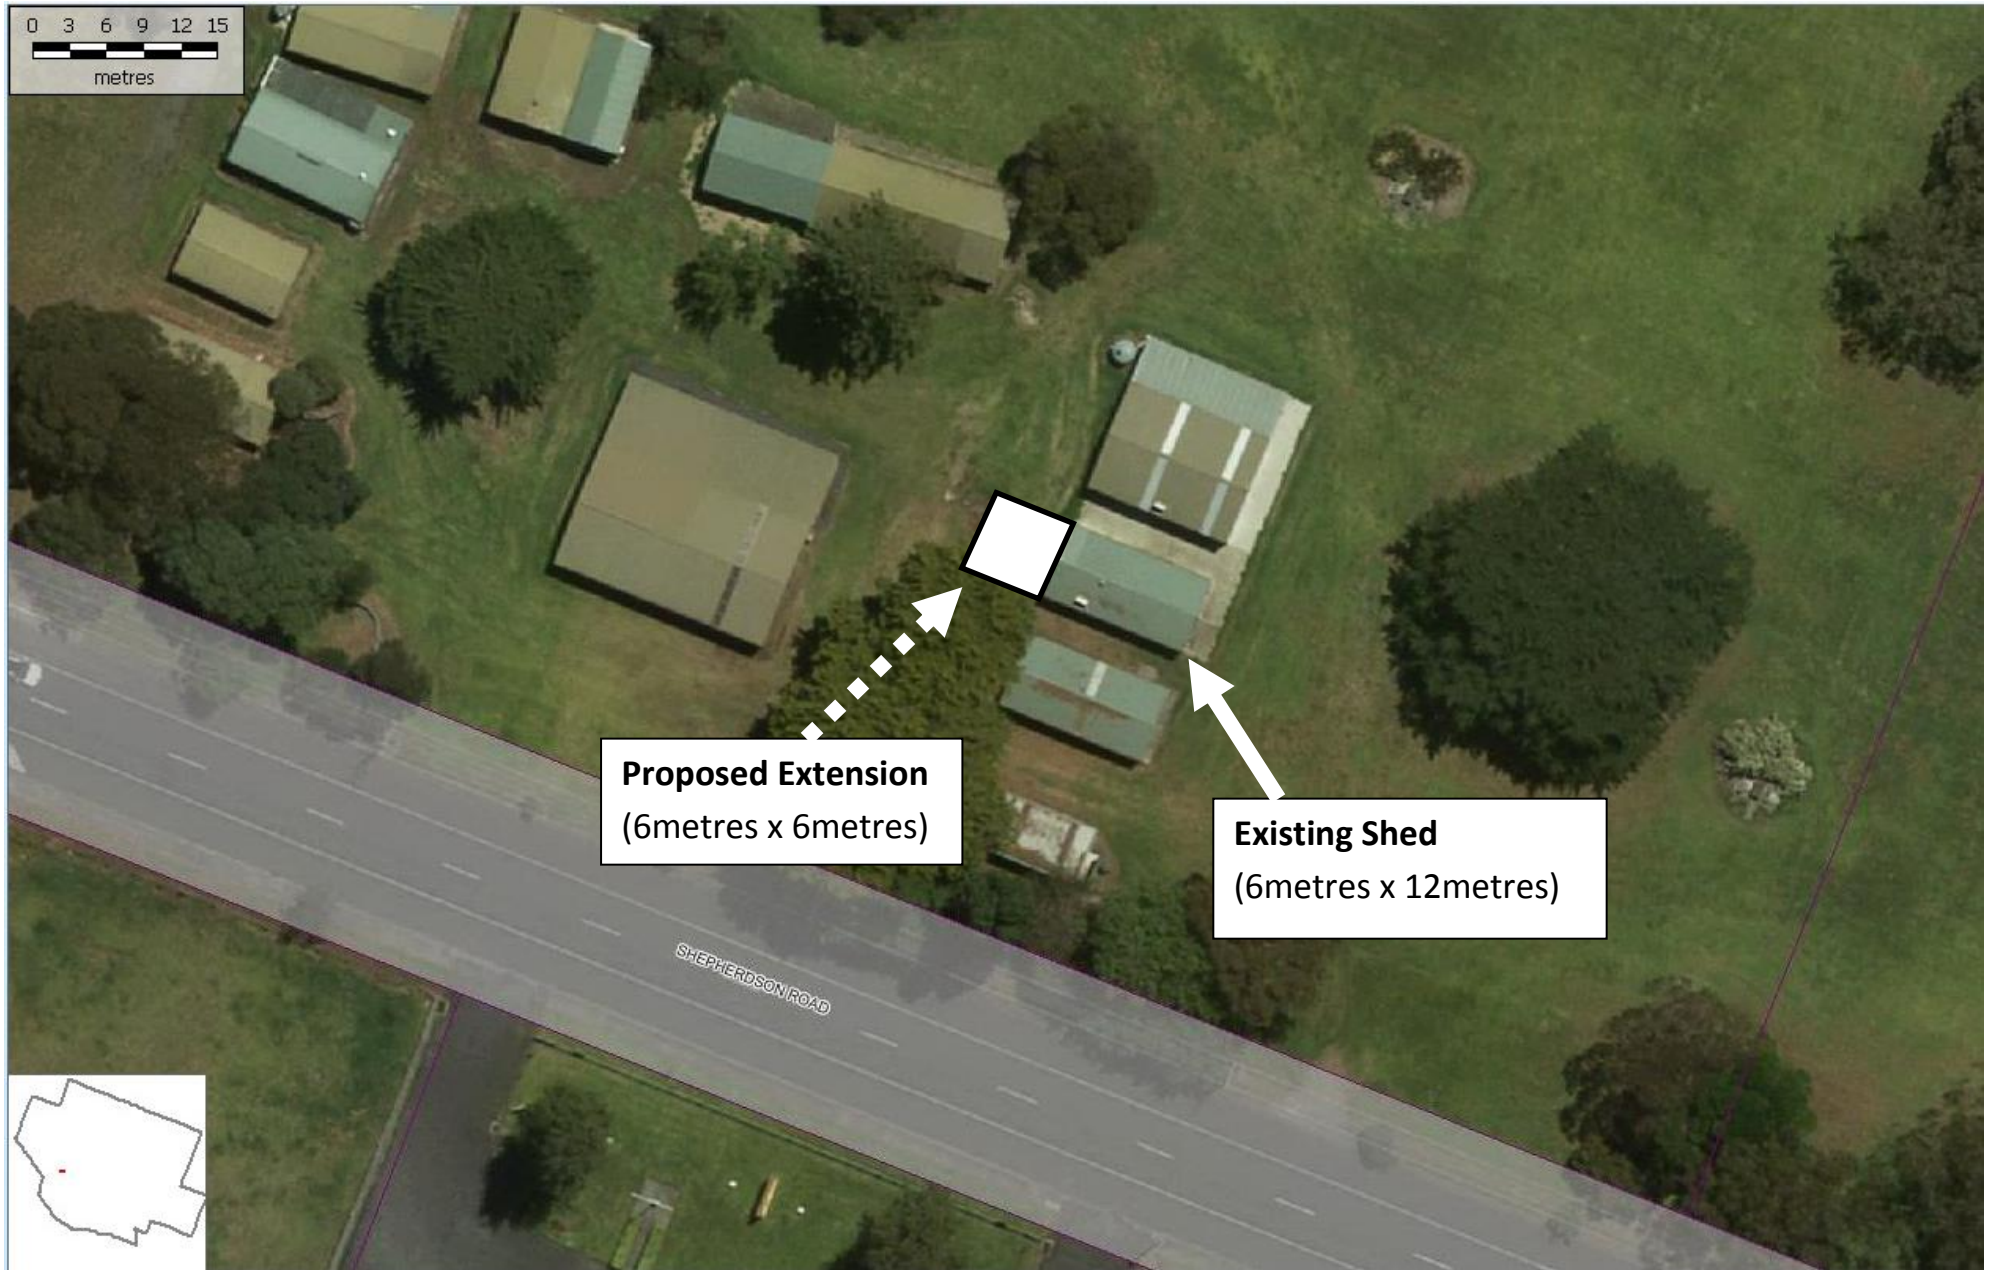 0 3 6 9 12 15
metres
Proposed Extension
(6metres x 6metres)
Existing Shed
(6metres x 12metres)
SHEPHERDSON ROAD